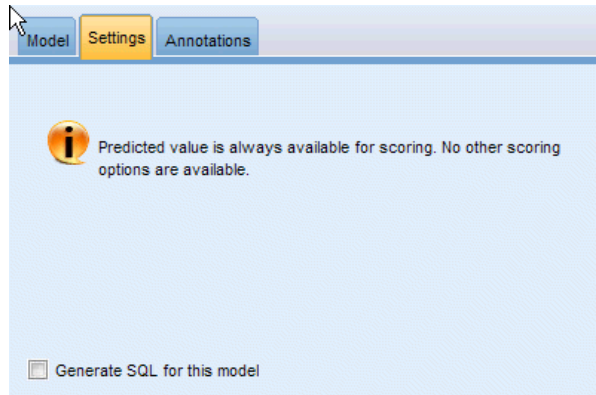 Model
Settings
Annotations
Predicted value is always available for scoring. No other scoring
options are available.
Generate SQL for this model